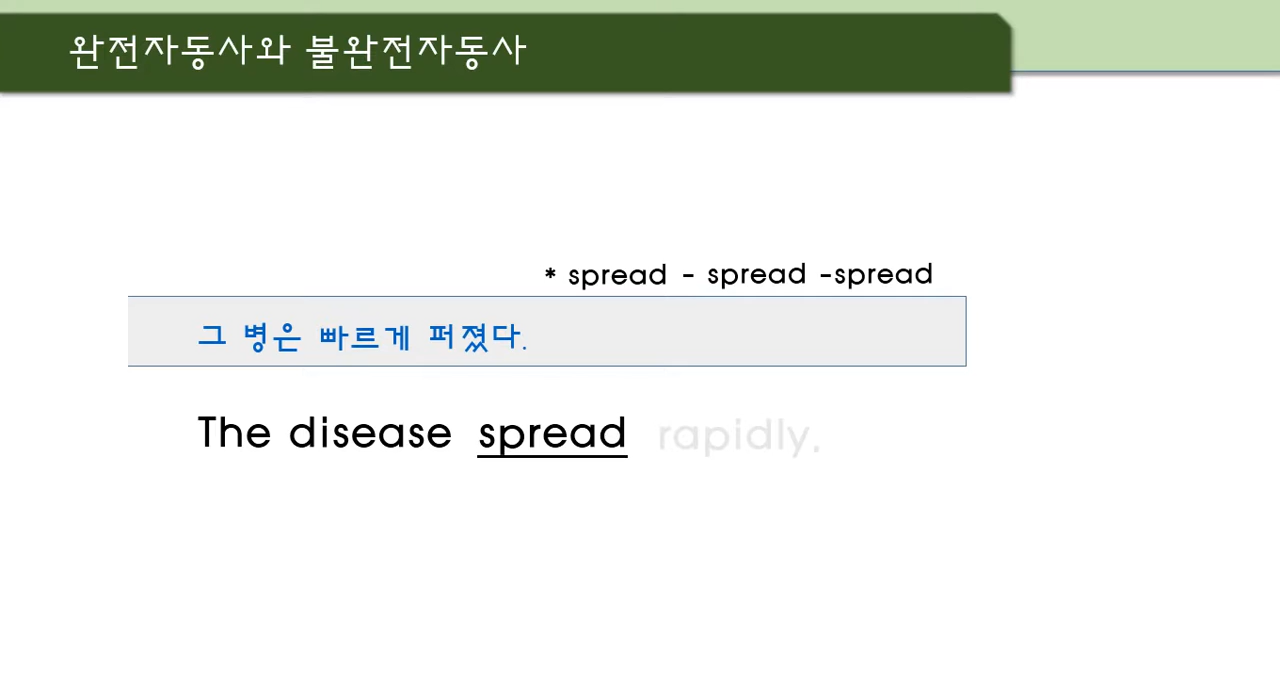 완전자동사와 불완전자동사
* spread - spread -spread
그 병은 빠르게 퍼졌다.
The disease spread rapidly.